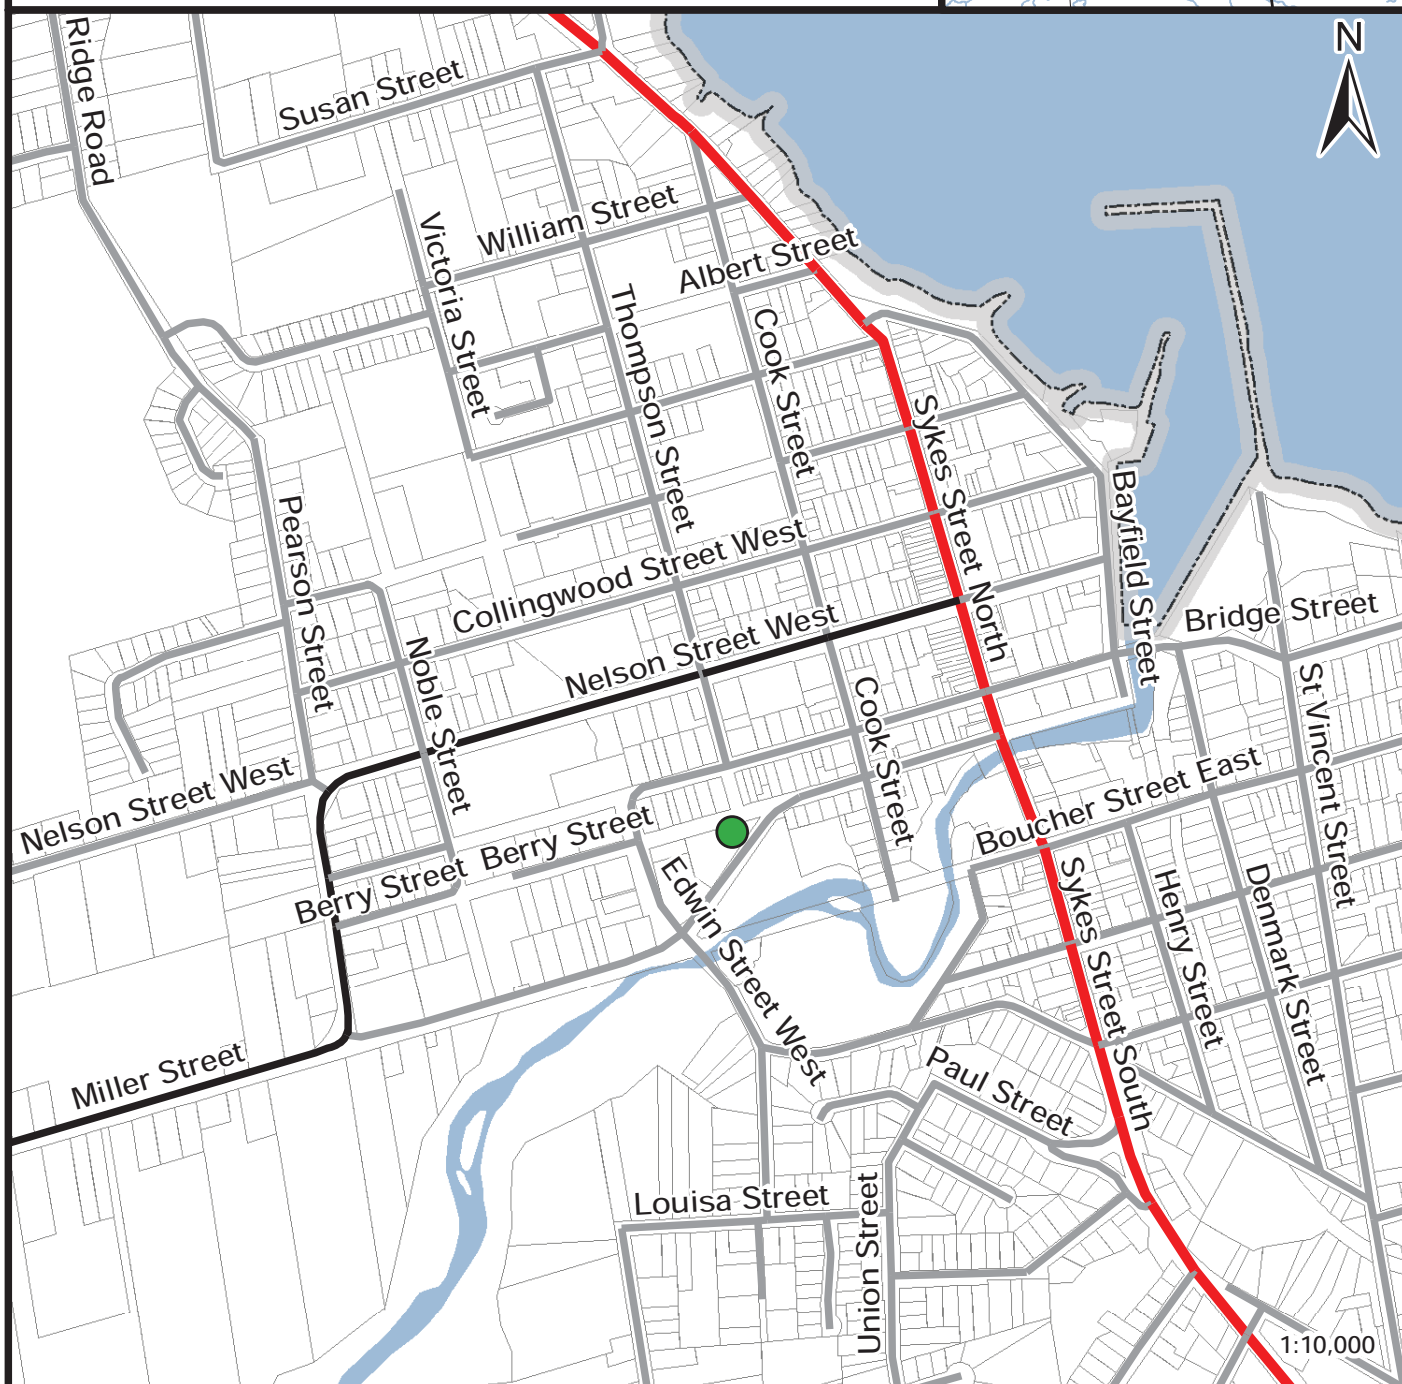 N
Ridge Road
Susan Street
William Street
Victoria Street
Albert Street
Thompson Street
Cook Street
Sykes Street North
Bayfield Street
Pearson Street
Collingwood Street West
Bridge Street
Nelson Street West
Noble Street
St Vincent Street
Cook Street
Nelson Street West
Boucher Street East
Berry Street
Berry Street
Edwin Street West
Sykes Street South
Henry Street
Denmark Street
Miller Street
Paul Street
Louisa Street
Union Street
1:10,000